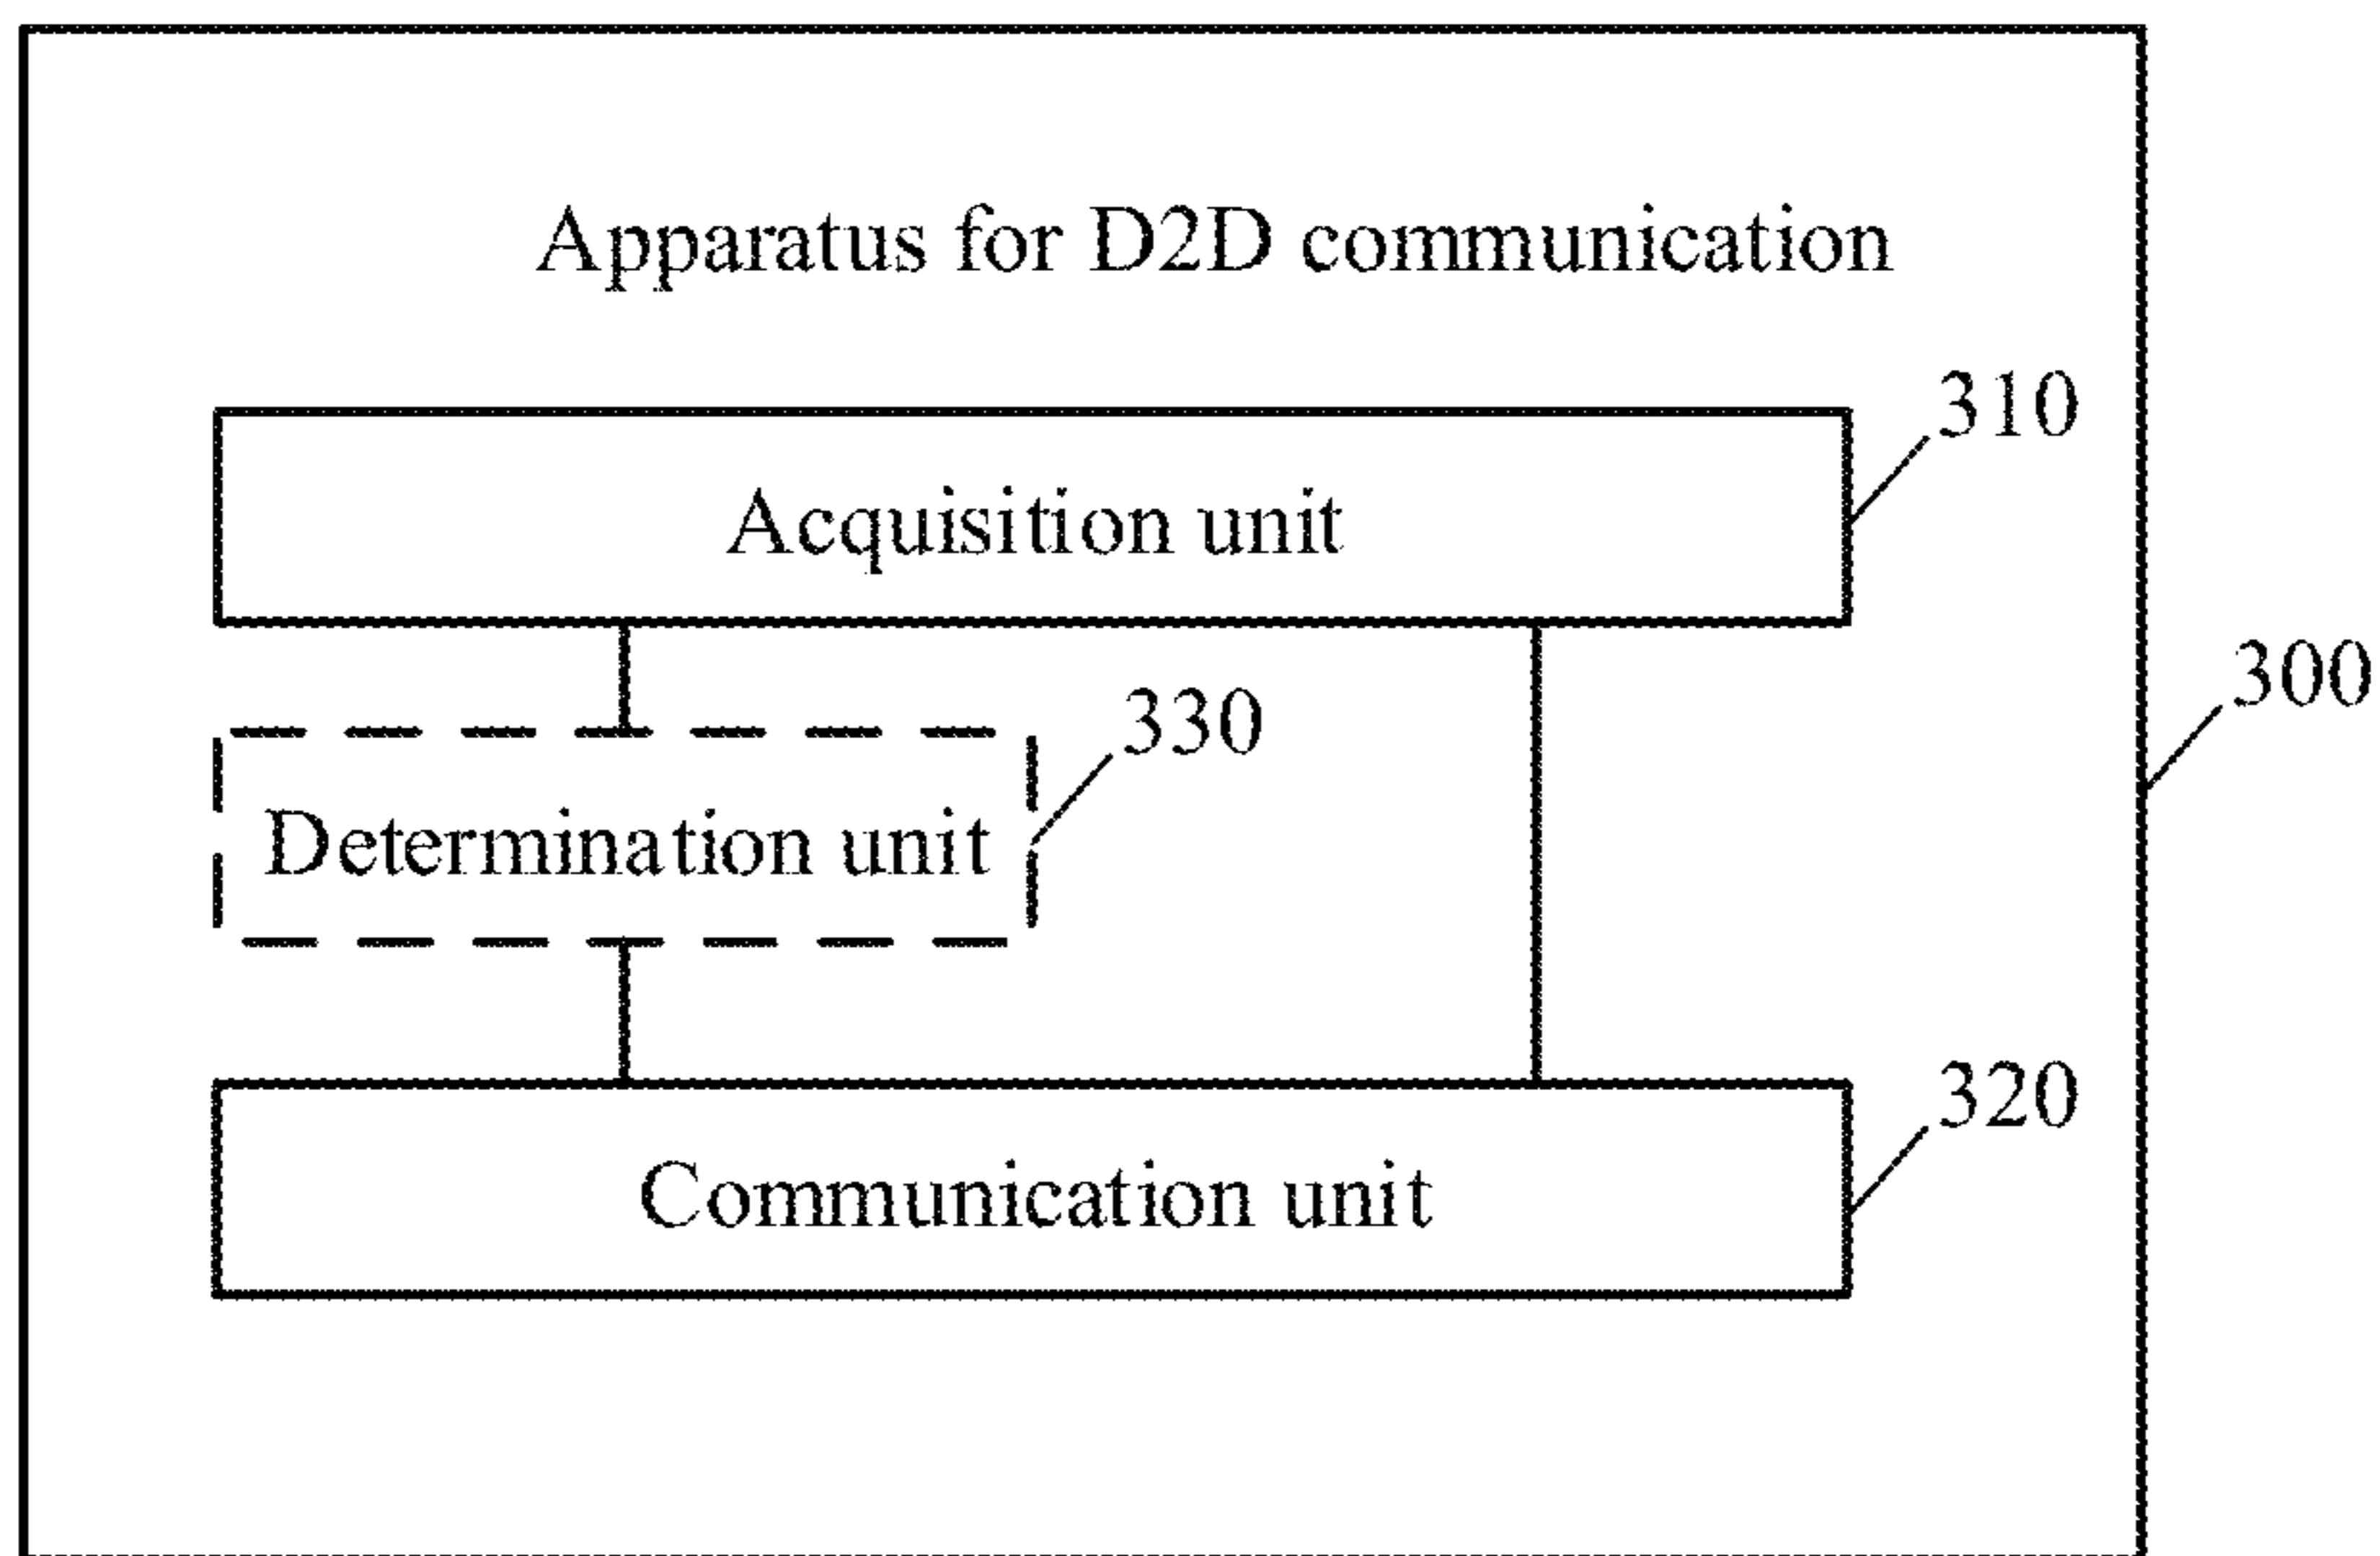 Apparatus for D2D communication
310
Acquisition unit
300
330
Determination unit
320
Communication unit